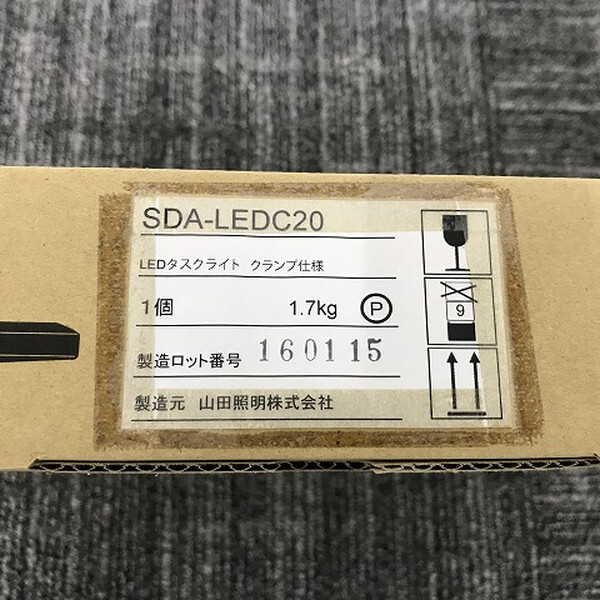 SDA-LEDC20
LEDタスクライト クランプ仕様
1個 1.7kg P
製造ロット番号 160115
製造元 山田照明株式会社
9